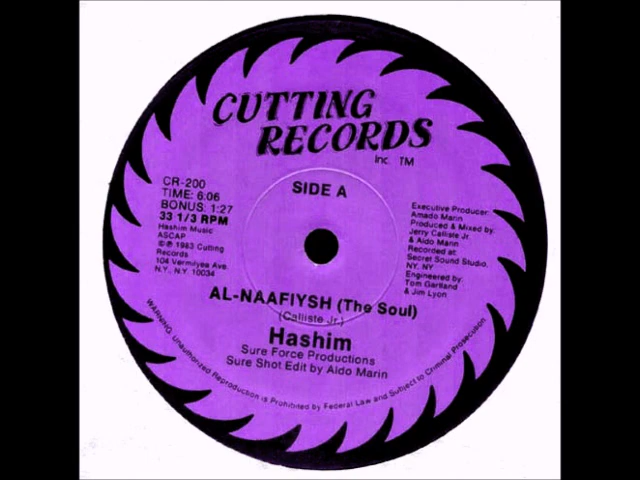 CUTTING
RECORDS
Inc. TM
SIDE A
CR-200
TIME: 6:06
BONUS: 1:27
33 1/3 RPM
Hashim Music
ASCAP
©℗ 1983 Cutting
Records
104 Vermilyea Ave.
N.Y., N.Y. 10034
Executive Producer:
Amado Marin
Produced & Mixed by:
Jerry Calliste Jr.
& Aldo Marin
Recorded at:
Secret Sound Studio,
NY, NY
Engineered by:
Tom Gartland
& Jim Lyon
AL-NAAFIYSH (The Soul)
(Calliste Jr.)
Hashim
Sure Force Productions
Sure Shot Edit by Aldo Marin
WARNING: Unauthorized Reproduction is Prohibited by Federal Law and Subject to Criminal Prosecution